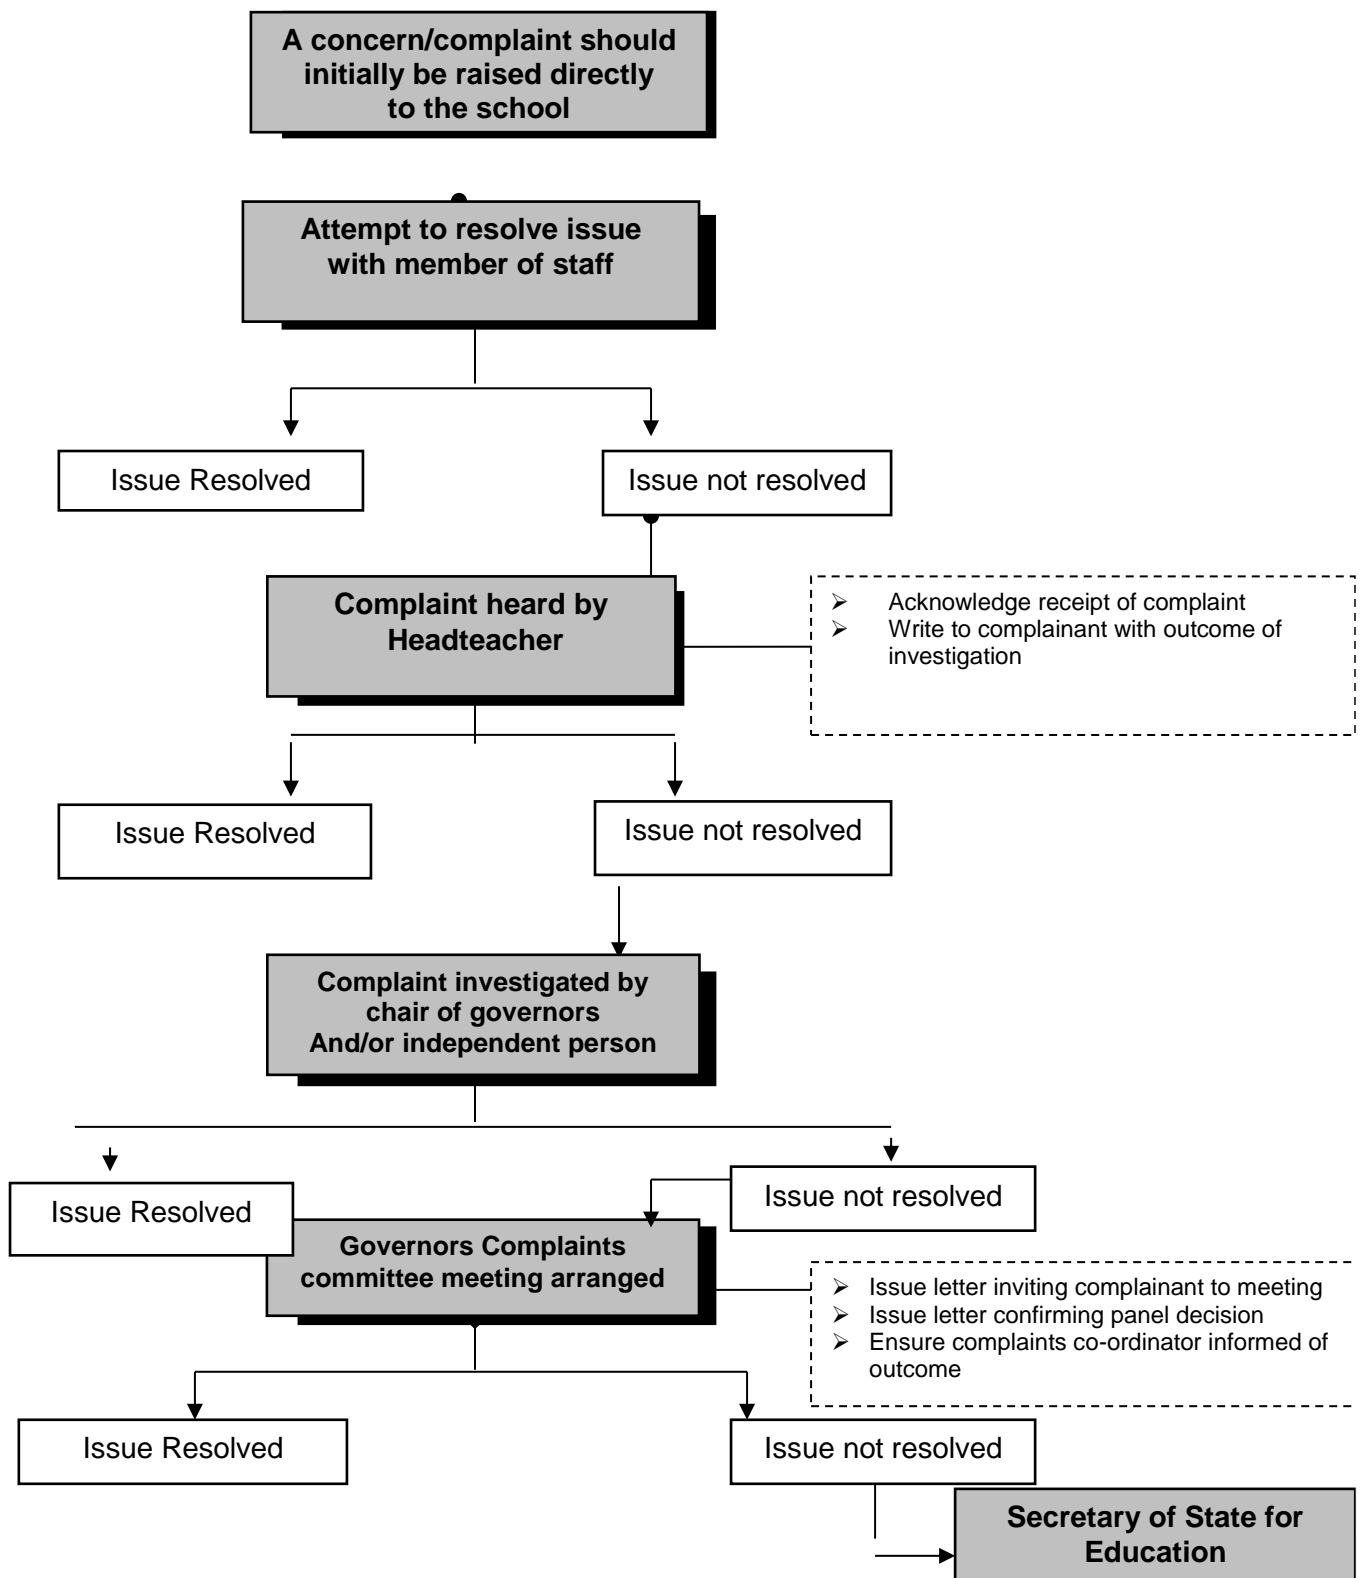 A concern/complaint should
initially be raised directly
to the school
Attempt to resolve issue
with member of staff
Issue Resolved
Issue not resolved
Complaint heard by
Headteacher
➢ Acknowledge receipt of complaint
➢ Write to complainant with outcome of
investigation
Issue Resolved
Issue not resolved
Complaint investigated by
chair of governors
And/or independent person
Issue Resolved
Issue not resolved
Governors Complaints
committee meeting arranged
➢ Issue letter inviting complainant to meeting
➢ Issue letter confirming panel decision
➢ Ensure complaints co-ordinator informed of
outcome
Issue Resolved
Issue not resolved
Secretary of State for
Education